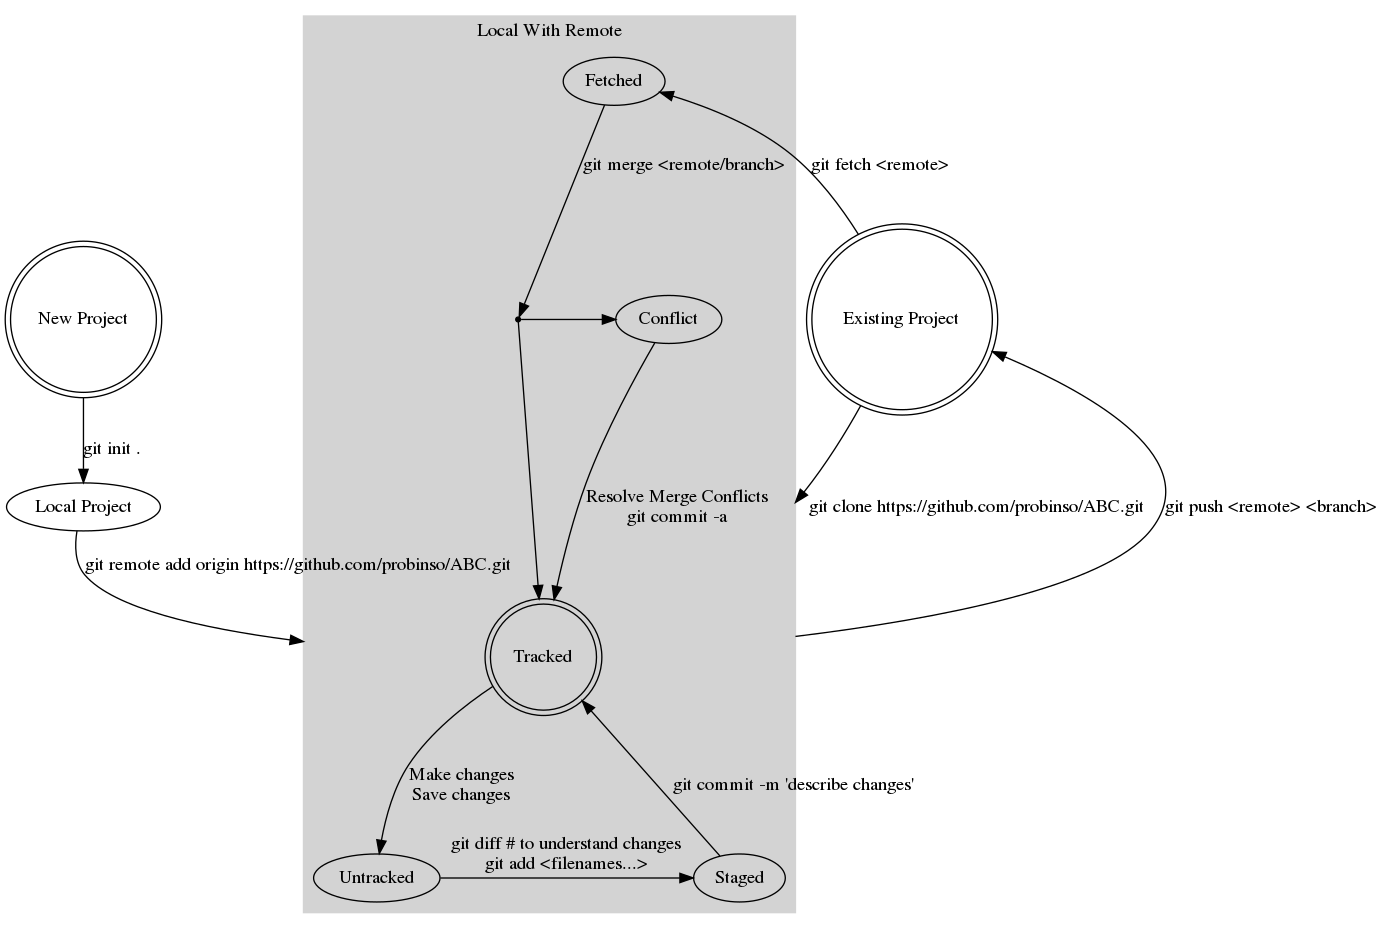 Local With Remote
Fetched
git merge <remote/branch>
git fetch <remote>
New Project
Conflict
Existing Project
git init .
Local Project
Resolve Merge Conflicts
git commit -a
git clone https://github.com/probinso/ABC.git
git push <remote> <branch>
git remote add origin https://github.com/probinso/ABC.git
Tracked
Make changes
Save changes
git commit -m 'describe changes'
git diff # to understand changes
git add <filenames...>
Untracked
Staged